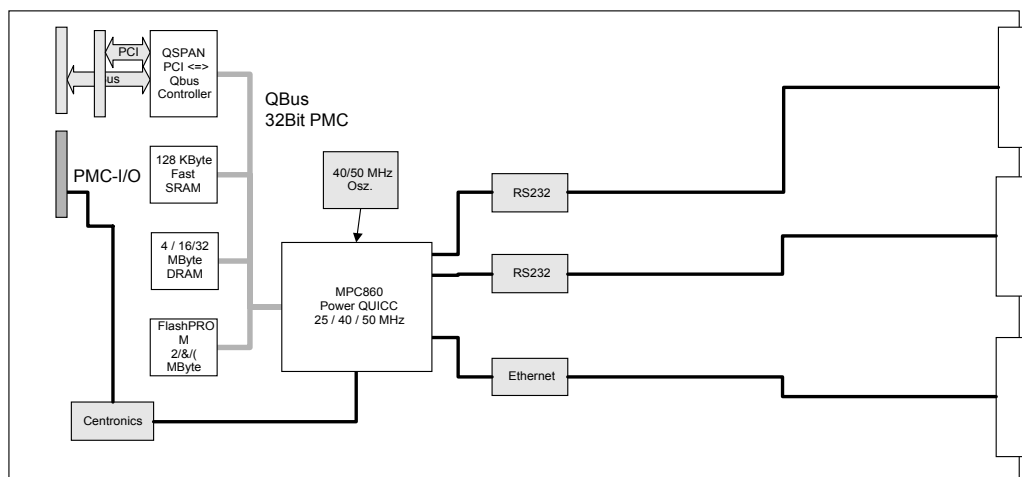 PCI
us
QSPAN
PCI <=>
Qbus
Controller
QBus
32Bit PMC
PMC-I/O
128 KByte
Fast
SRAM
40/50 MHz
Osz.
RS232
4 / 16/32
MByte
DRAM
RS232
MPC860
Power QUICC
25 / 40 / 50 MHz
FlashPRO
M
2/&/(
MByte
Ethernet
Centronics